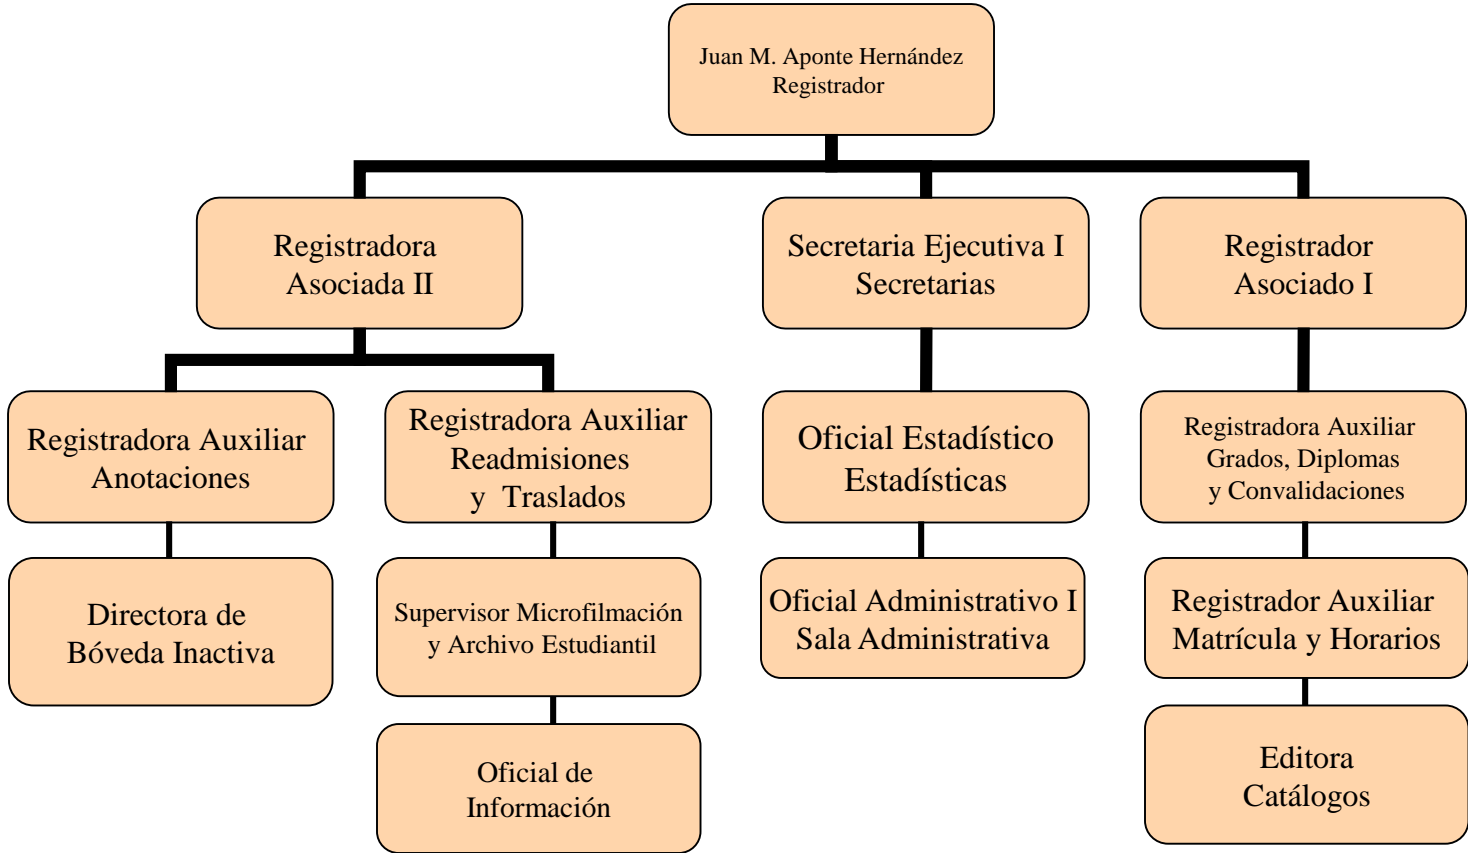 Juan M. Aponte Hernández
Registrador
Registradora
Asociada II
Secretaria Ejecutiva I
Secretarias
Registrador
Asociado I
Registradora Auxiliar
Anotaciones
Registradora Auxiliar
Readmisiones
y Traslados
Oficial Estadístico
Estadísticas
Registradora Auxiliar
Grados, Diplomas
y Convalidaciones
Directora de
Bóveda Inactiva
Supervisor Microfilmación
y Archivo Estudiantil
Oficial Administrativo I
Sala Administrativa
Registrador Auxiliar
Matrícula y Horarios
Oficial de
Información
Editora
Catálogos